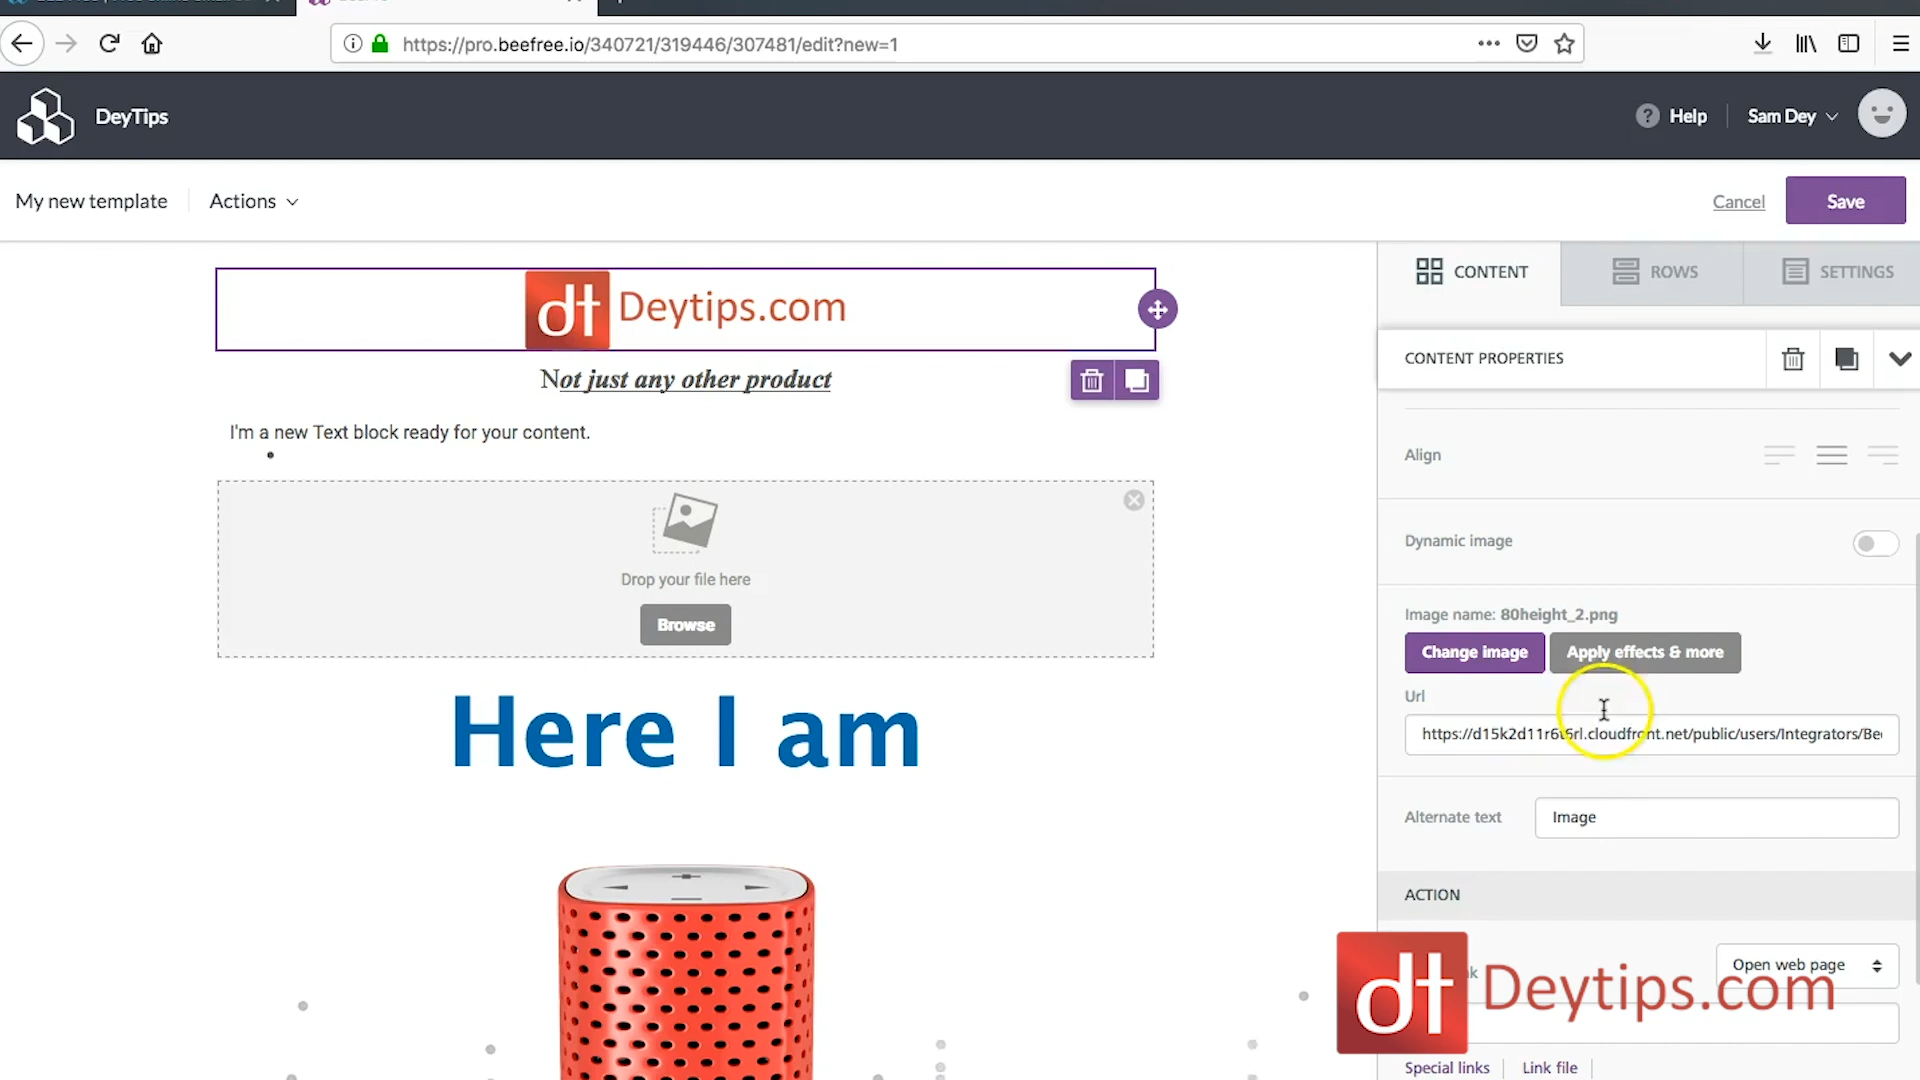 https://pro.beefree.io/340721/319446/307481/edit?new=1
DeyTips
Help
Sam Dey
My new template
Actions
Cancel
Save
dt Deytips.com
CONTENT
ROWS
SETTINGS
CONTENT PROPERTIES
Not just any other product
I'm a new Text block ready for your content.
Align
Drop your file here
Browse
Dynamic image
Image name: 80height_2.png
Change image
Apply effects & more
Url
Here I am
Alternate text
Image
ACTION
Open web page
dt Deytips.com
Special links
Link file